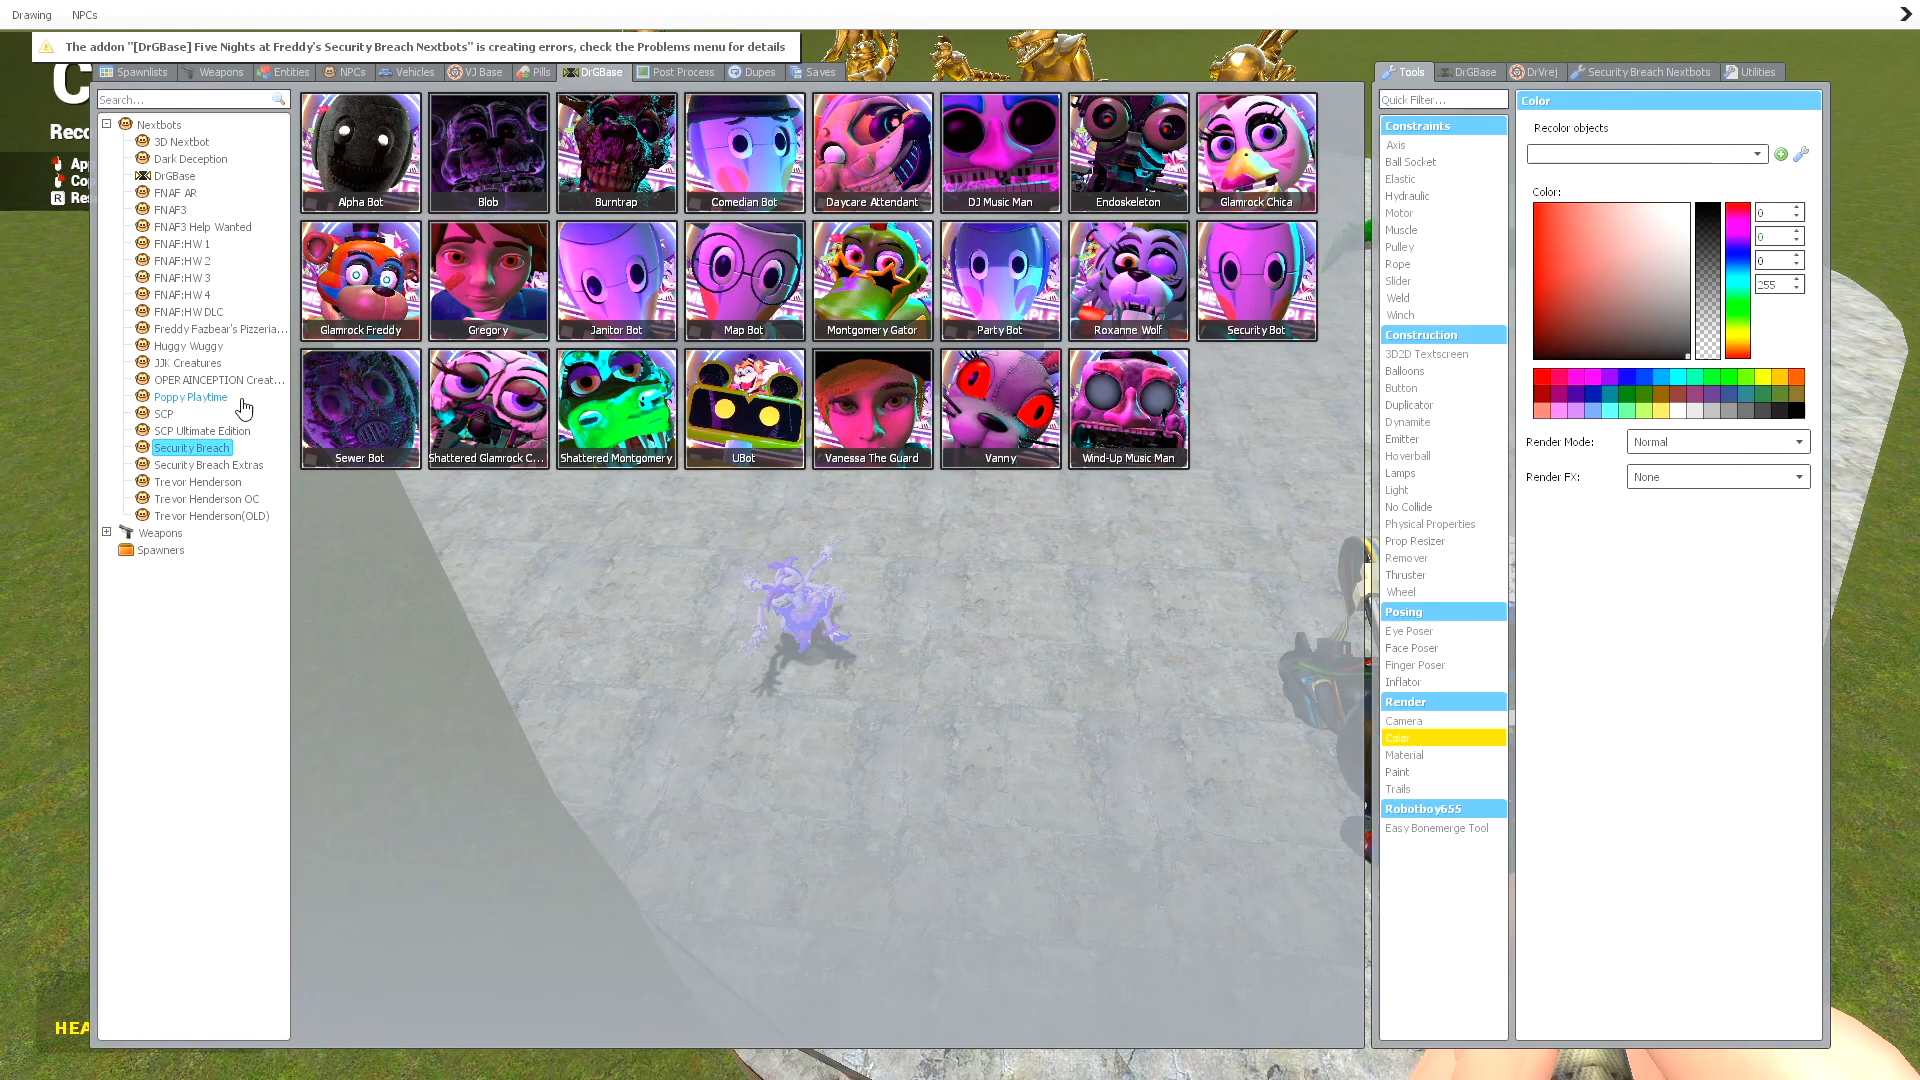 Drawing NPCs
The addon "[DrGBase] Five Nights at Freddy's Security Breach Nextbots" is creating errors, check the Problems menu for details
C
Reco
App
Cop
R Res
HEA
Spawnlists Weapons Entities NPCs Vehicles VJ Base Pills DrGBase Post Process Dupes Saves
Search...
Nextbots
3D Nextbot
Dark Deception
DrGBase
FNAF AR
FNAF3
FNAF3 Help Wanted
FNAF:HW 1
FNAF:HW 2
FNAF:HW 3
FNAF:HW 4
FNAF:HW DLC
Freddy Fazbear's Pizzeria...
Huggy Wuggy
JJK Creatures
OPERAINCEPTION Creat...
Poppy Playtime
SCP
SCP Ultimate Edition
Security Breach
Security Breach Extras
Trevor Henderson
Trevor Henderson OC
Trevor Henderson(OLD)
Weapons
Spawners
Alpha Bot Blob Burntrap Comedian Bot Daycare Attendant DJ Music Man Endoskeleton Glamrock Chica
Glamrock Freddy Gregory Janitor Bot Map Bot Montgomery Gator Party Bot Roxanne Wolf Security Bot
Sewer Bot Shattered Glamrock C... Shattered Montgomery UBot Vanessa The Guard Vanny Wind-Up Music Man
Tools DrGBase DrVrej Security Breach Nextbots Utilities
Quick Filter...
Constraints
Axis
Ball Socket
Elastic
Hydraulic
Motor
Muscle
Pulley
Rope
Slider
Weld
Winch
Construction
3D2D Textscreen
Balloons
Button
Duplicator
Dynamite
Emitter
Hoverball
Lamps
Light
No Collide
Physical Properties
Prop Resizer
Remover
Thruster
Wheel
Posing
Eye Poser
Face Poser
Finger Poser
Inflator
Render
Camera
Color
Material
Paint
Trails
Robotboy655
Easy Bonemerge Tool
Color
Recolor objects
Color:
0
0
0
255
Render Mode: Normal
Render FX: None